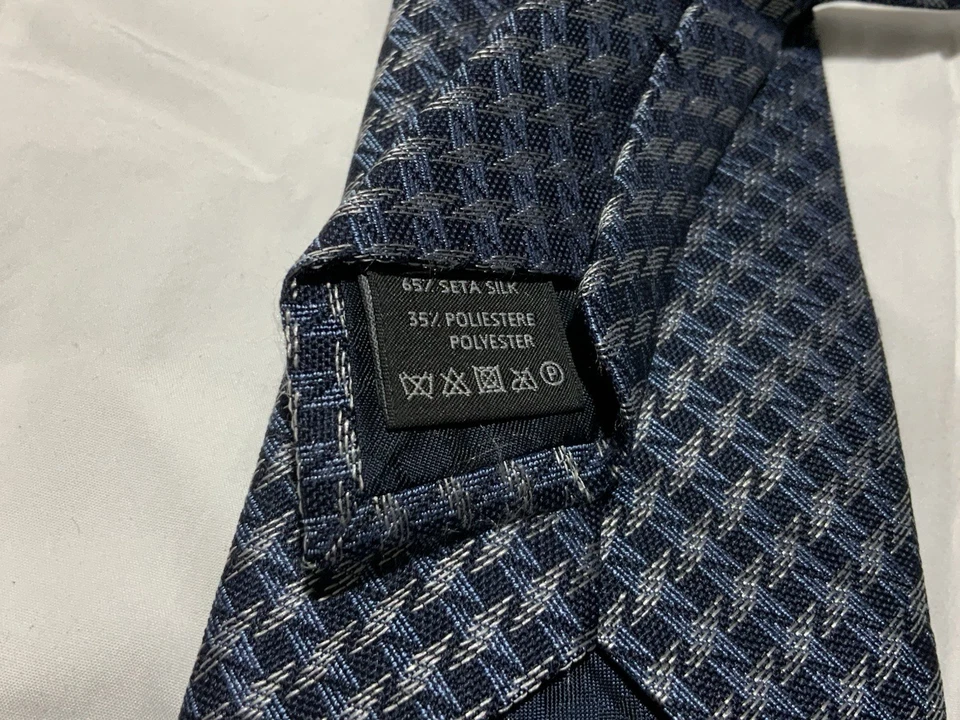 65% SETA SILK
35% POLIESTERE
POLYESTER
P